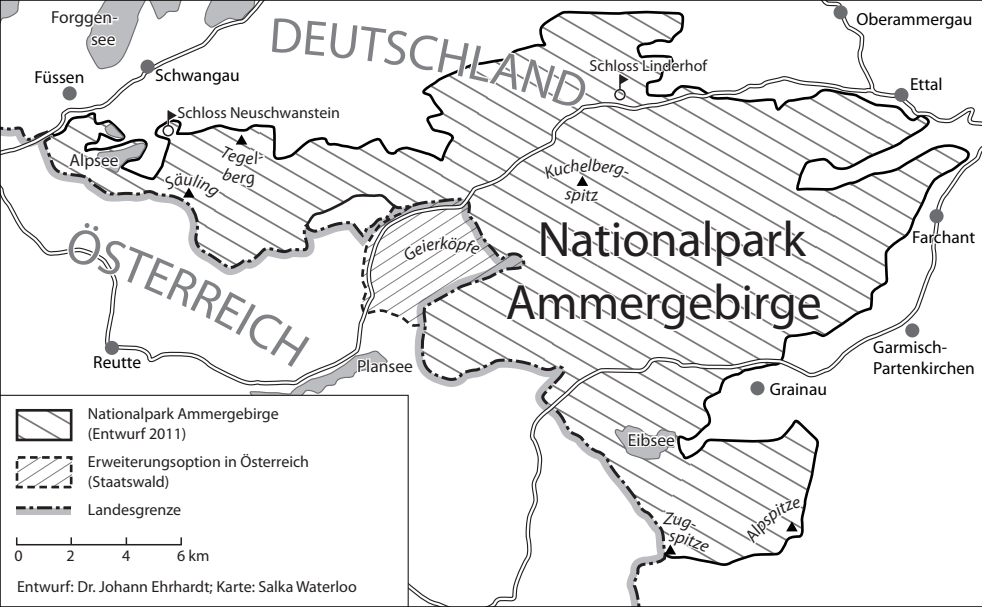 Forggen-
see
DEUTSCHLAND
Oberammergau
Füssen
Schwangau
Schloss Linderhof
Ettal
Schloss Neuschwanstein
Alpsee
Tegel-
berg
Säuling
Kuchelberg-
spitz
ÖSTERREICH
Geierköpfe
Nationalpark
Ammergebirge
Farchant
Reutte
Plansee
Garmisch-
Partenkirchen
Grainau
Eibsee
Zug-
spitze
Alpspitze
Nationalpark Ammergebirge
(Entwurf 2011)
Erweiterungsoption in Österreich
(Staatswald)
Landesgrenze
0 2 4 6 km
Entwurf: Dr. Johann Ehrhardt; Karte: Salka Waterloo